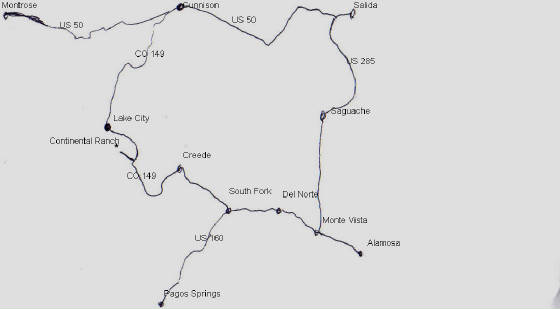 Montrose
Gunnison
Salida
US 50
US 50
CO 149
US 285
Saguache
Lake City
Continental Ranch
Creede
CO 149
South Fork
Del Norte
Monte Vista
US 160
Alamosa
Pagos Springs